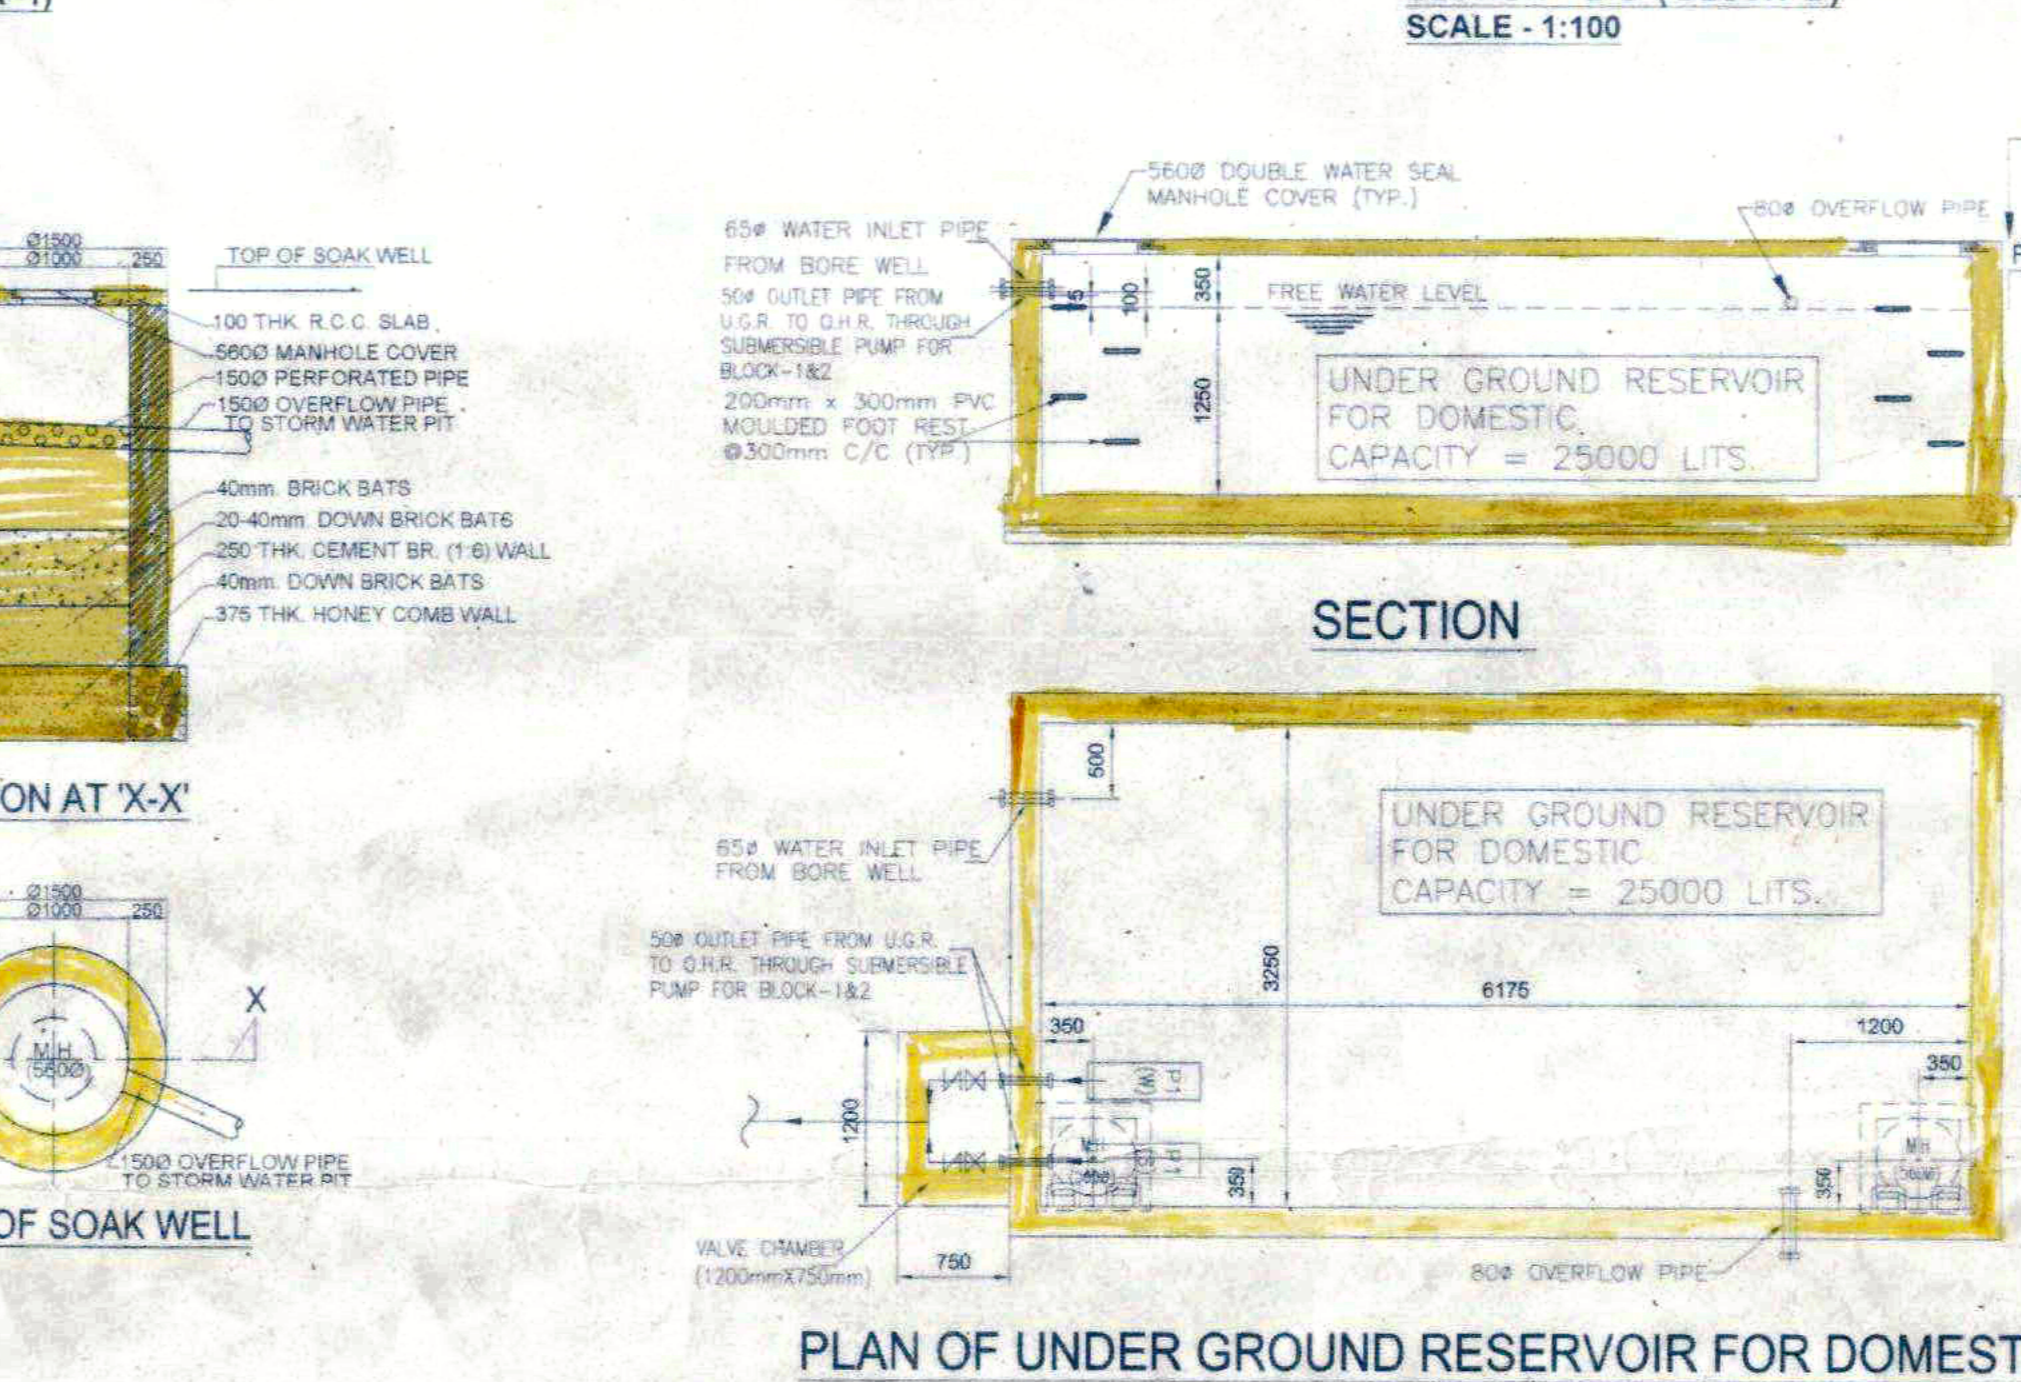 SCALE - 1:100
Ø1500
Ø1000
250
TOP OF SOAK WELL
100 THK. R.C.C. SLAB.
560Ø MANHOLE COVER
150Ø PERFORATED PIPE
150Ø OVERFLOW PIPE
TO STORM WATER PIT
40mm. BRICK BATS
20-40mm. DOWN BRICK BATS
250 THK. CEMENT BR. (1:6) WALL
40mm. DOWN BRICK BATS
375 THK. HONEY COMB WALL
ON AT 'X-X'
Ø1500
Ø1000
250
X
M.H.
(560Ø)
150Ø OVERFLOW PIPE
TO STORM WATER PIT
OF SOAK WELL
560Ø DOUBLE WATER SEAL
MANHOLE COVER (TYP.)
80ø OVERFLOW PIPE
65ø WATER INLET PIPE
FROM BORE WELL
50ø OUTLET PIPE FROM
U.G.R. TO O.H.R. THROUGH
SUBMERSIBLE PUMP FOR
BLOCK-1&2
200mm x 300mm PVC
MOULDED FOOT REST
@300mm C/C (TYP.)
100
350
1250
FREE WATER LEVEL
UNDER GROUND RESERVOIR
FOR DOMESTIC.
CAPACITY = 25000 LITS.
SECTION
500
65ø WATER INLET PIPE
FROM BORE WELL
UNDER GROUND RESERVOIR
FOR DOMESTIC
CAPACITY = 25000 LITS.
50ø OUTLET PIPE FROM U.G.R.
TO O.H.R. THROUGH SUBMERSIBLE
PUMP FOR BLOCK-1&2
3250
6175
350
1200
350
P1
(W)
1200
P1
(S)
350
350
M.H.
VALVE CHAMBER
(1200mmX750mm)
750
80ø OVERFLOW PIPE
PLAN OF UNDER GROUND RESERVOIR FOR DOMEST